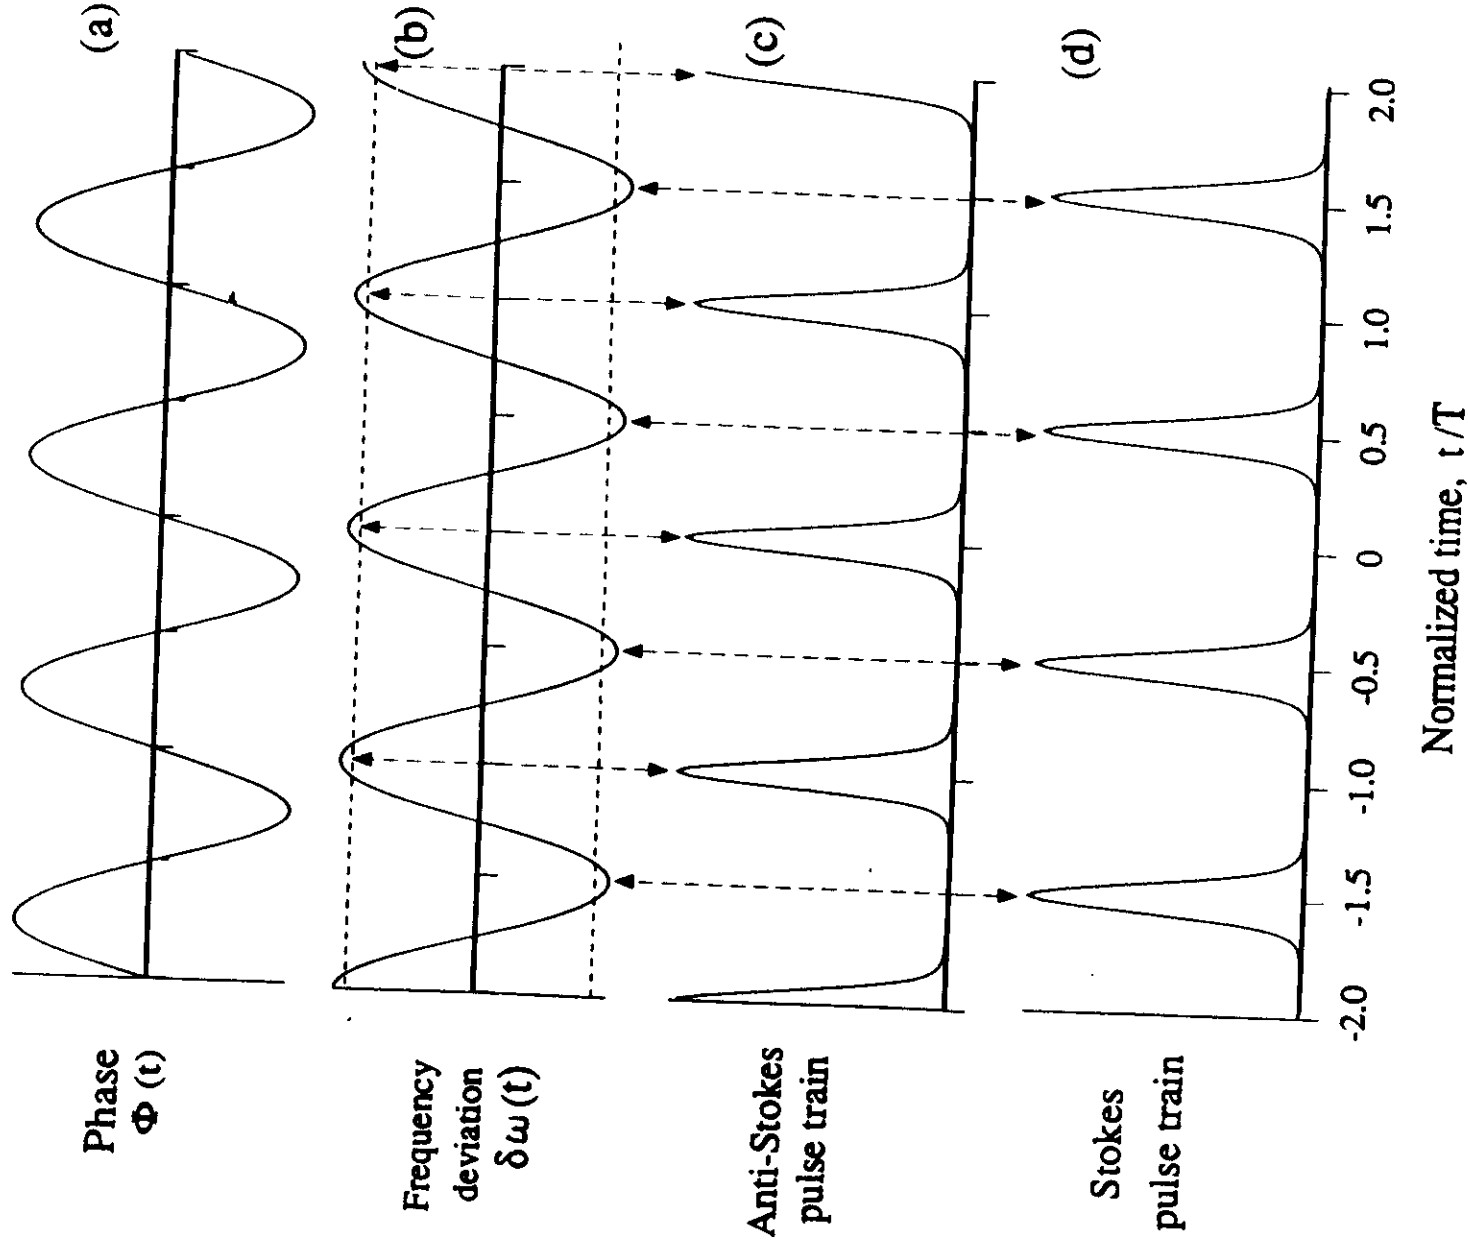 (a)
Phase
Φ (t)
(b)
Frequency
deviation
δω(t)
(c)
Anti-Stokes
pulse train
(d)
Stokes
pulse train
-2.0 -1.5 -1.0 -0.5 0 0.5 1.0 1.5 2.0
Normalized time, t/T